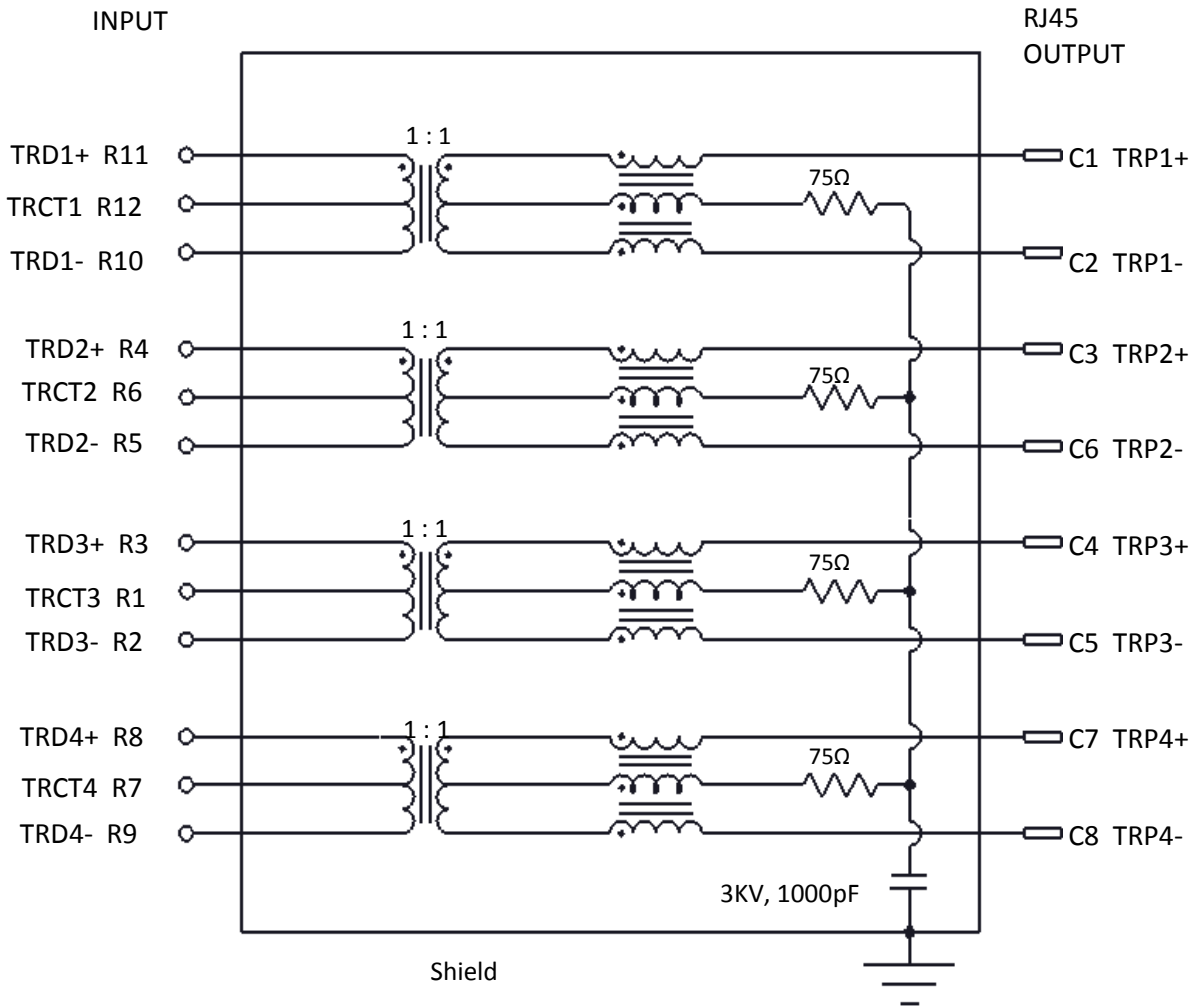 INPUT
RJ45
OUTPUT
1 : 1
TRD1+ R11
C1 TRP1+
75Ω
TRCT1 R12
TRD1- R10
C2 TRP1-
1 : 1
TRD2+ R4
C3 TRP2+
75Ω
TRCT2 R6
TRD2- R5
C6 TRP2-
1 : 1
TRD3+ R3
C4 TRP3+
75Ω
TRCT3 R1
TRD3- R2
C5 TRP3-
1 : 1
TRD4+ R8
C7 TRP4+
75Ω
TRCT4 R7
TRD4- R9
C8 TRP4-
3KV, 1000pF
Shield